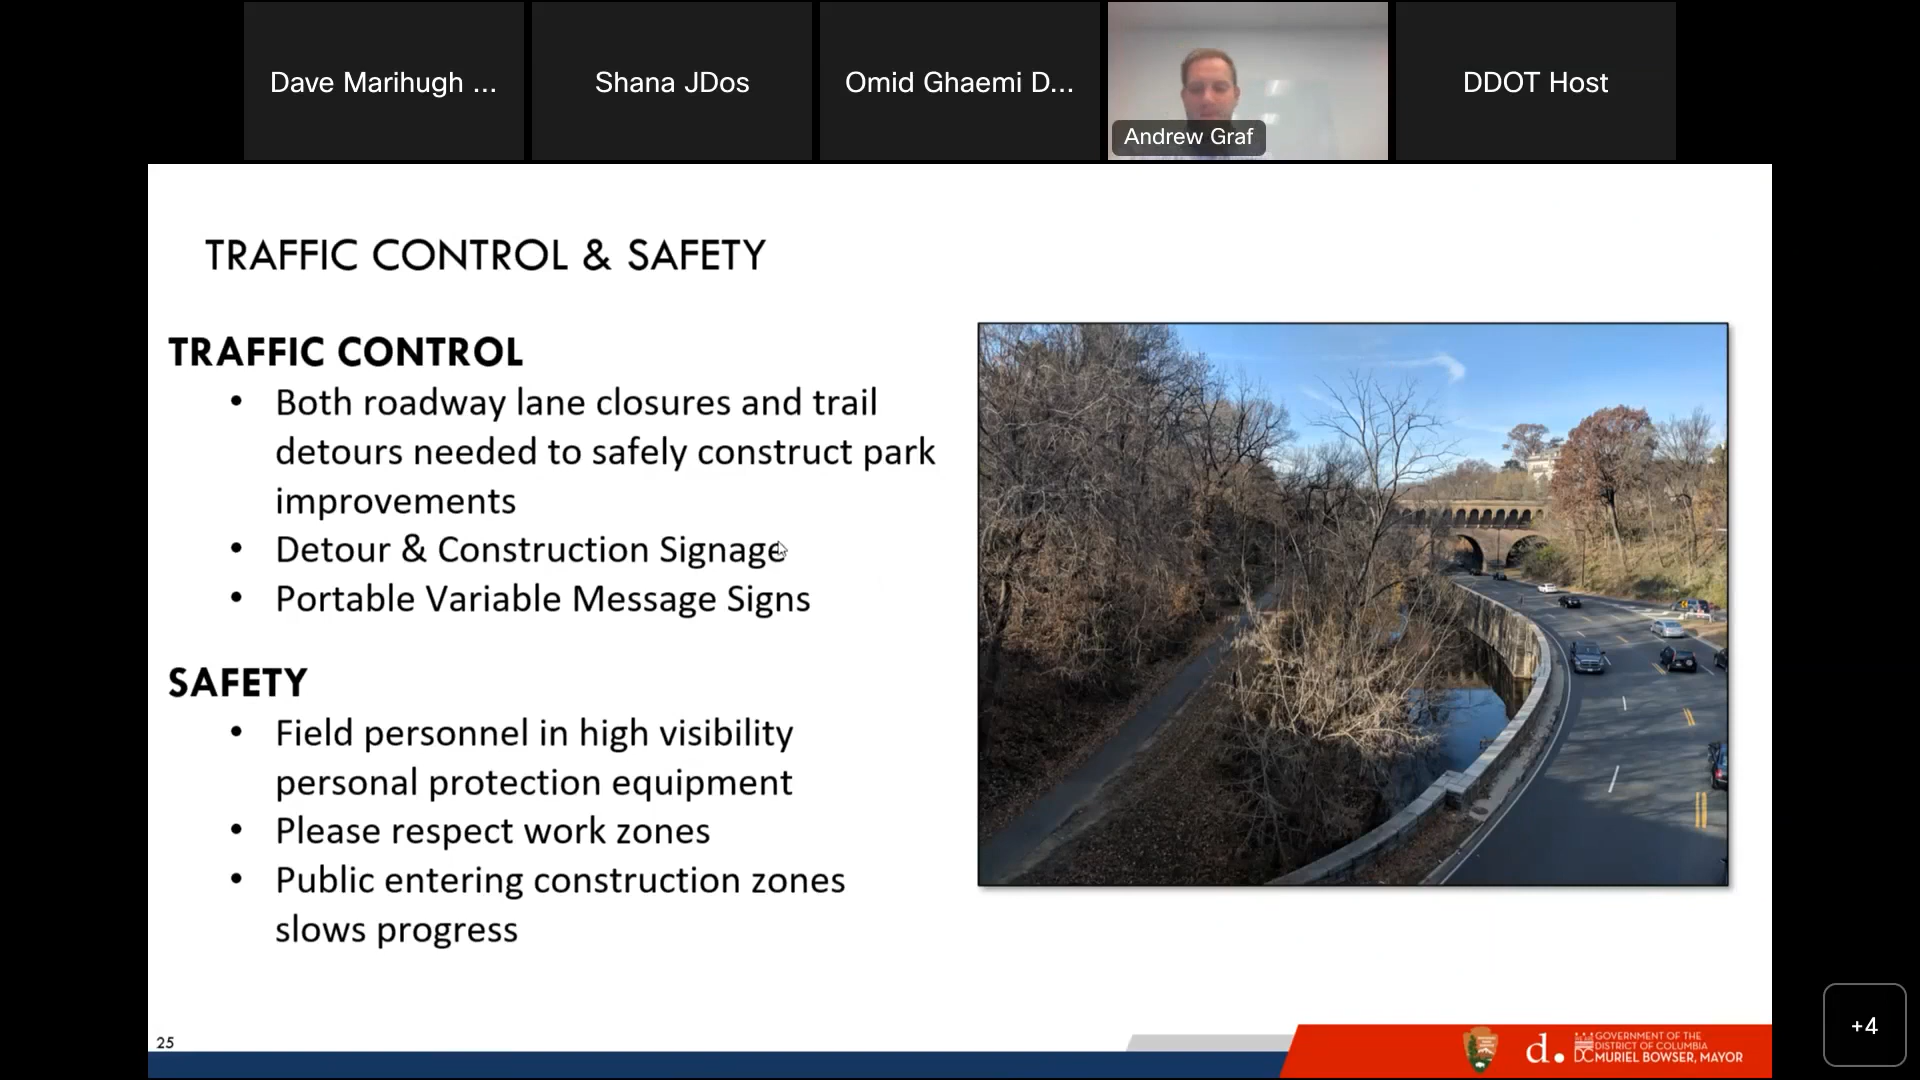 Dave Marihugh ...
Shana JDos
Omid Ghaemi D...
Andrew Graf
DDOT Host
TRAFFIC CONTROL & SAFETY
TRAFFIC CONTROL
• Both roadway lane closures and trail
detours needed to safely construct park
improvements
• Detour & Construction Signage
• Portable Variable Message Signs
SAFETY
• Field personnel in high visibility
personal protection equipment
• Please respect work zones
• Public entering construction zones
slows progress
25
d.
GOVERNMENT OF THE
DISTRICT OF COLUMBIA
DC MURIEL BOWSER, MAYOR
+4